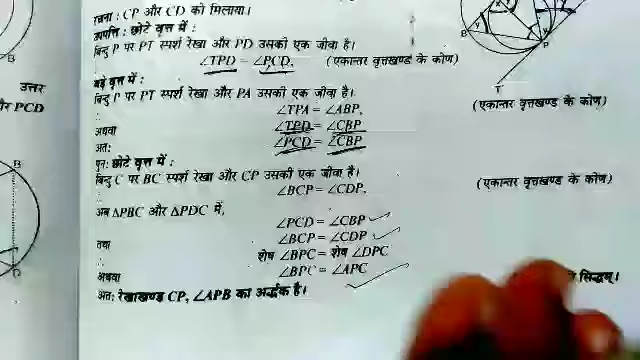 रचना : CP और CD को मिलाया।
उपपत्ति : छोटे वृत्त में :
बिन्दु P पर PT स्पर्श रेखा और PD उसकी एक जीवा है।
∠TPD = ∠PCD, (एकान्तर वृत्तखण्ड के कोण)
बड़े वृत्त में :
बिन्दु P पर PT स्पर्श रेखा और PA उसकी एक जीवा है।
∴ ∠TPA = ∠ABP, (एकान्तर वृत्तखण्ड के कोण)
अथवा ∠TPD = ∠CBP
अतः ∠PCD = ∠CBP
पुनः छोटे वृत्त में :
बिन्दु C पर BC स्पर्श रेखा और CP उसकी एक जीवा है।
∴ ∠BCP = ∠CDP, (एकान्तर वृत्तखण्ड के कोण)
अब ΔPBC और ΔPDC में,
∠PCD = ∠CBP
तथा ∠BCP = ∠CDP
∴ शेष ∠BPC = शेष ∠DPC
अथवा ∠BPC = ∠APC
अतः रेखाखण्ड CP, ∠APB का अर्द्धक है। सिद्धम्।
उत्तर
और PCD
B
D
X
B
P
T